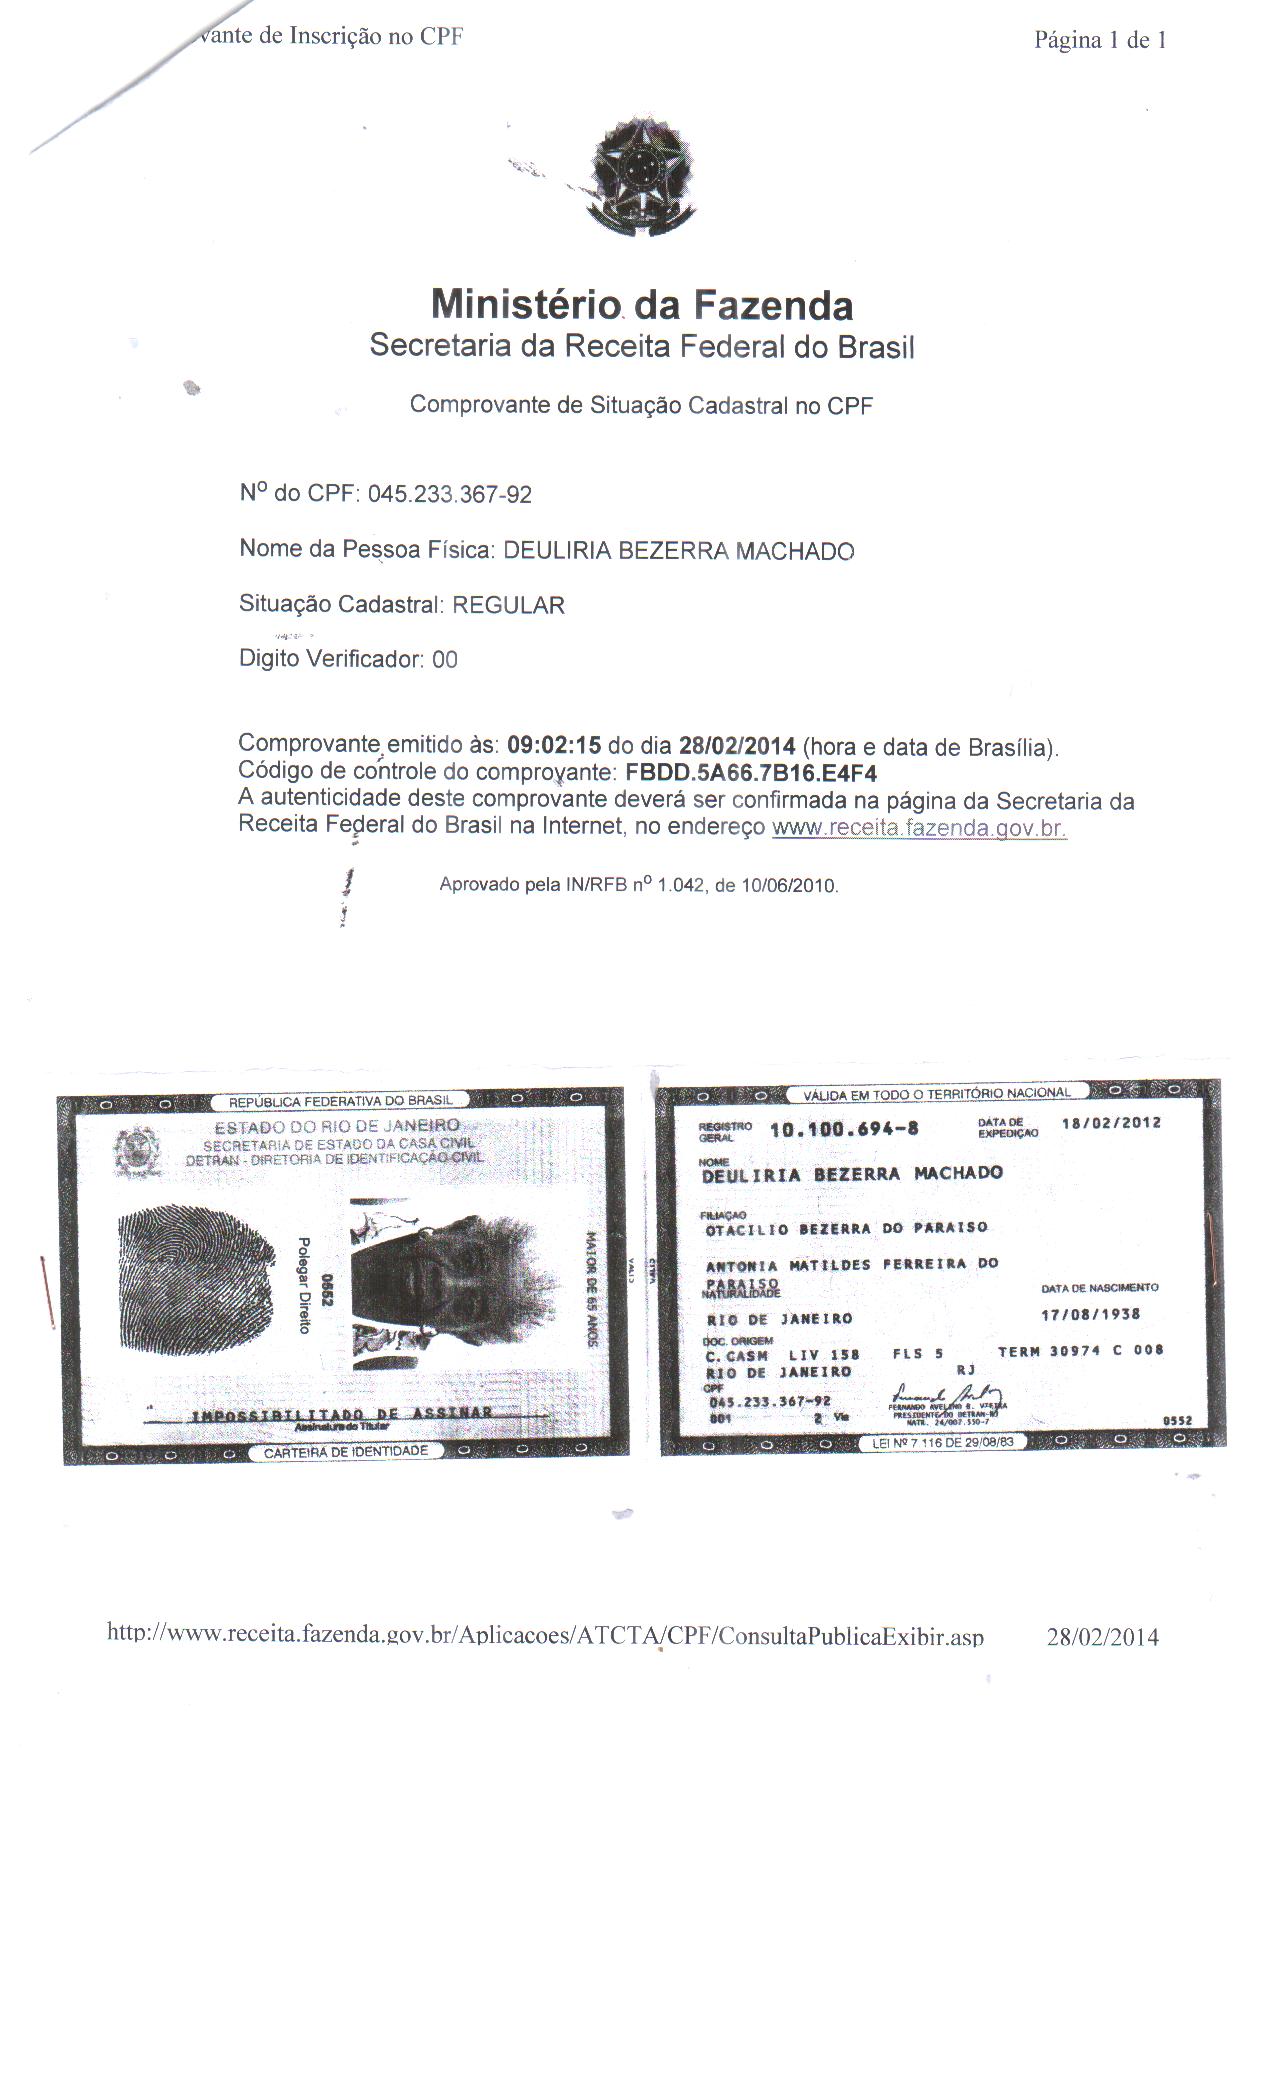 vante de Inscrição no CPF
Página 1 de 1
Ministério da Fazenda
Secretaria da Receita Federal do Brasil
Comprovante de Situação Cadastral no CPF
Nº do CPF: 045.233.367-92
Nome da Pessoa Física: DEULIRIA BEZERRA MACHADO
Situação Cadastral: REGULAR
Digito Verificador: 00
Comprovante emitido às: 09:02:15 do dia 28/02/2014 (hora e data de Brasília).
Código de controle do comprovante: FBDD.5A66.7B16.E4F4
A autenticidade deste comprovante deverá ser confirmada na página da Secretaria da
Receita Federal do Brasil na Internet, no endereço www.receita.fazenda.gov.br.
Aprovado pela IN/RFB nº 1.042, de 10/06/2010.
REPÚBLICA FEDERATIVA DO BRASIL
ESTADO DO RIO DE JANEIRO
SECRETARIA DE ESTADO DA CASA CIVIL
DETRAN - DIRETORIA DE IDENTIFICAÇÃO CIVIL
0552
Polegar Direito
MAIOR DE 65 ANOS
IMPOSSIBILITADO DE ASSINAR
Assinatura do Titular
CARTEIRA DE IDENTIDADE
VÁLIDA EM TODO O TERRITÓRIO NACIONAL
REGISTRO GERAL 10.100.694-8 DATA DE EXPEDIÇÃO 18/02/2012
NOME
DEULIRIA BEZERRA MACHADO
FILIAÇÃO
OTACILIO BEZERRA DO PARAISO
ANTONIA MATILDES FERREIRA DO
PARAISO
NATURALIDADE DATA DE NASCIMENTO
RIO DE JANEIRO 17/08/1938
DOC. ORIGEM
C. CASM LIV 158 FLS 5 TERM 30974 C 008
RIO DE JANEIRO RJ
CPF
045.233.367-92
001 2 Via
PRESIDENTE DO DETRAN-RJ
0552
LEI Nº 7.116 DE 29/08/83
http://www.receita.fazenda.gov.br/Aplicacoes/ATCTA/CPF/ConsultaPublicaExibir.asp
28/02/2014